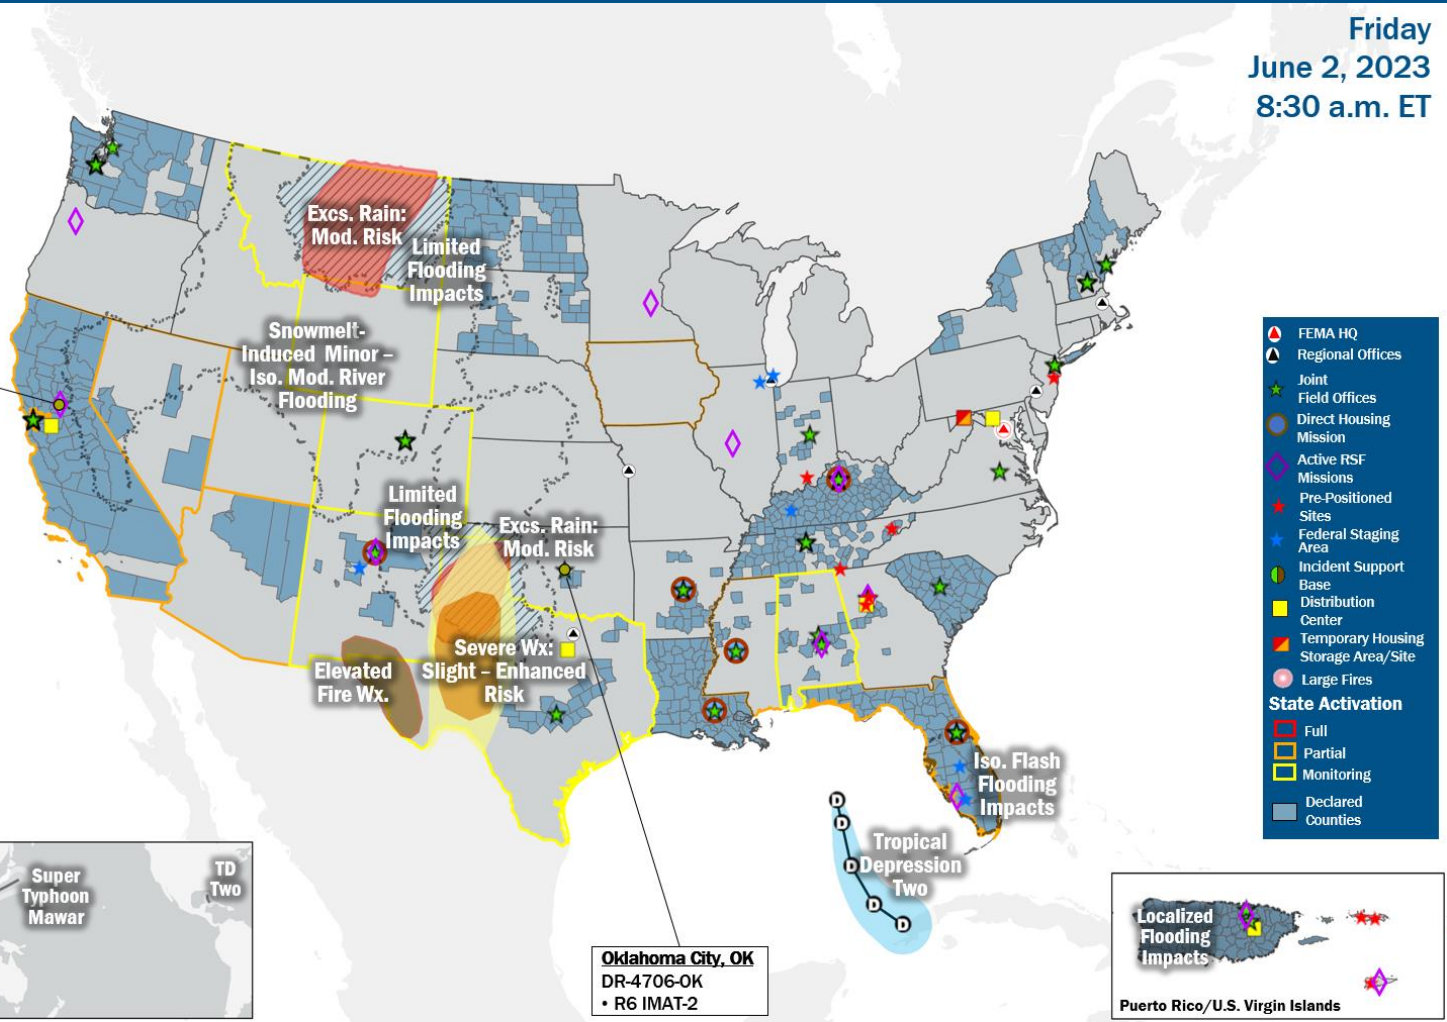 Friday
June 2, 2023
8:30 a.m. ET
Excs. Rain:
Mod. Risk
Limited
Flooding
Impacts
Snowmelt-
Induced Minor –
Iso. Mod. River
Flooding
Limited
Flooding
Impacts
Excs. Rain:
Mod. Risk
Elevated
Fire Wx.
Severe Wx:
Slight – Enhanced
Risk
Iso. Flash
Flooding
Impacts
Tropical
Depression
Two
D
D
D
D
D
FEMA HQ
Regional Offices
Joint
Field Offices
Direct Housing
Mission
Active RSF
Missions
Pre-Positioned
Sites
Federal Staging
Area
Incident Support
Base
Distribution
Center
Temporary Housing
Storage Area/Site
Large Fires
State Activation
Full
Partial
Monitoring
Declared
Counties
Super
Typhoon
Mawar
TD
Two
Oklahoma City, OK
DR-4706-OK
• R6 IMAT-2
Localized
Flooding
Impacts
Puerto Rico/U.S. Virgin Islands